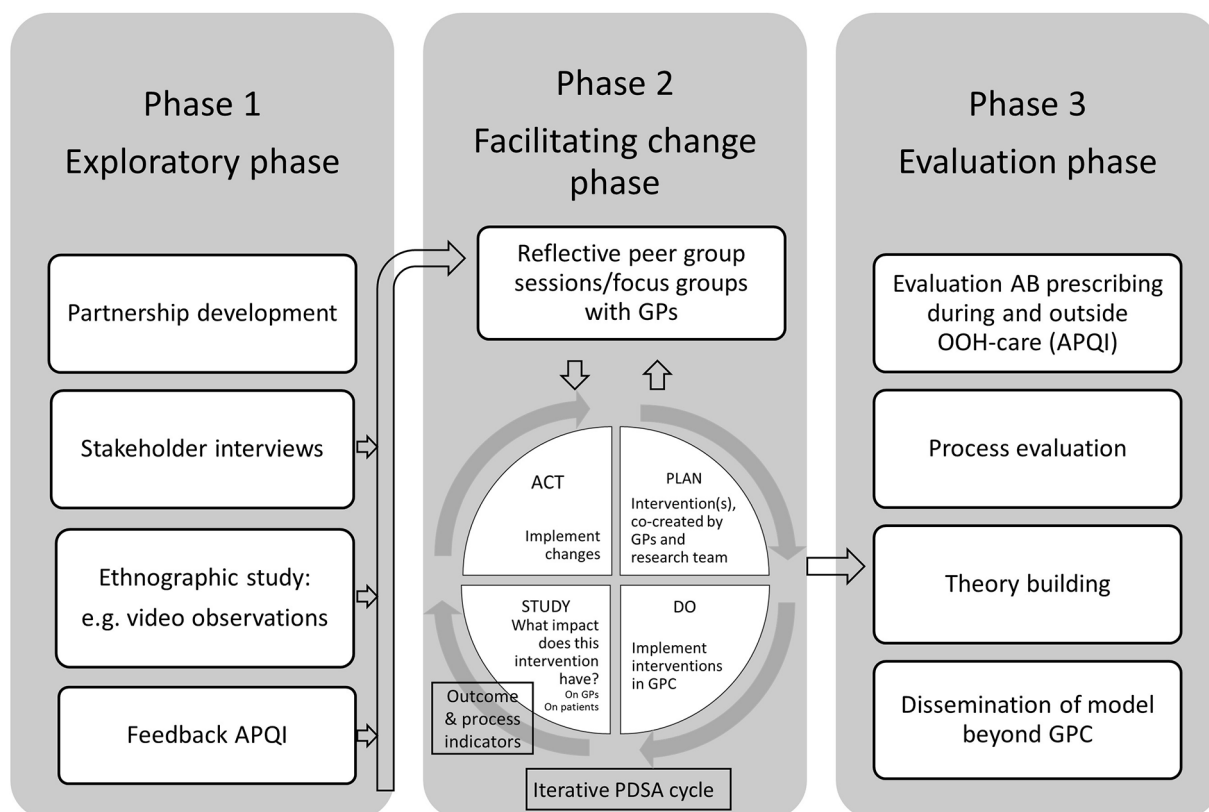 Phase 1
Exploratory phase
Partnership development
Stakeholder interviews
Ethnographic study:
e.g. video observations
Feedback APQI
Phase 2
Facilitating change
phase
Reflective peer group
sessions/focus groups
with GPs
ACT
Implement
changes
PLAN
Intervention(s),
co-created by
GPs and
research team
STUDY
What impact
does this
intervention
have?
On GPs
On patients
DO
Implement
interventions
in GPC
Outcome
& process
indicators
Iterative PDSA cycle
Phase 3
Evaluation phase
Evaluation AB prescribing
during and outside
OOH-care (APQI)
Process evaluation
Theory building
Dissemination of model
beyond GPC